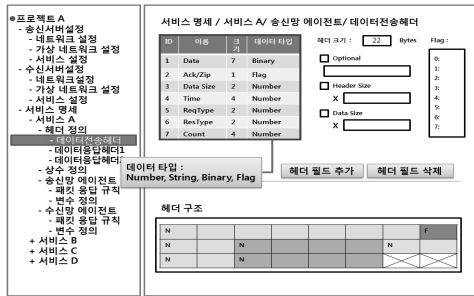 ●프로젝트 A
- 송신서버설정
- 네트워크 설정
- 가상 네트워크 설정
- 서비스 설정
- 수신서버설정
- 네트워크설정
- 가상 네트워크 설정
- 서비스 설정
- 서비스 명세
- 서비스 A
- 헤더 정의
- 데이터전송헤더
- 데이터응답헤더1
- 데이터응답헤더
- 상수 정의
- 송신망 에이전트
- 패킷 응답 규칙
- 변수 정의
- 수신망 에이전트
- 패킷 응답 규칙
- 변수 정의
+ 서비스 B
+ 서비스 C
+ 서비스 D
서비스 명세 / 서비스 A/ 송신망 에이전트/ 데이터전송헤더
ID 이름 크기 데이터 타입
1 Data 7 Binary
2 Ack/Zip 1 Flag
3 Data Size 2 Number
4 Time 4 Number
5 ReqType 2 Number
6 ResType 2 Number
7 Count 4 Number
데이터 타입 :
Number, String, Binary, Flag
헤더 크기 : 22 Bytes
Optional
Header Size
X
Data Size
X
Flag :
0:
1:
2:
3:
4:
5:
6:
7:
헤더 필드 추가 헤더 필드 삭제
헤더 구조
N F
N N N
N N